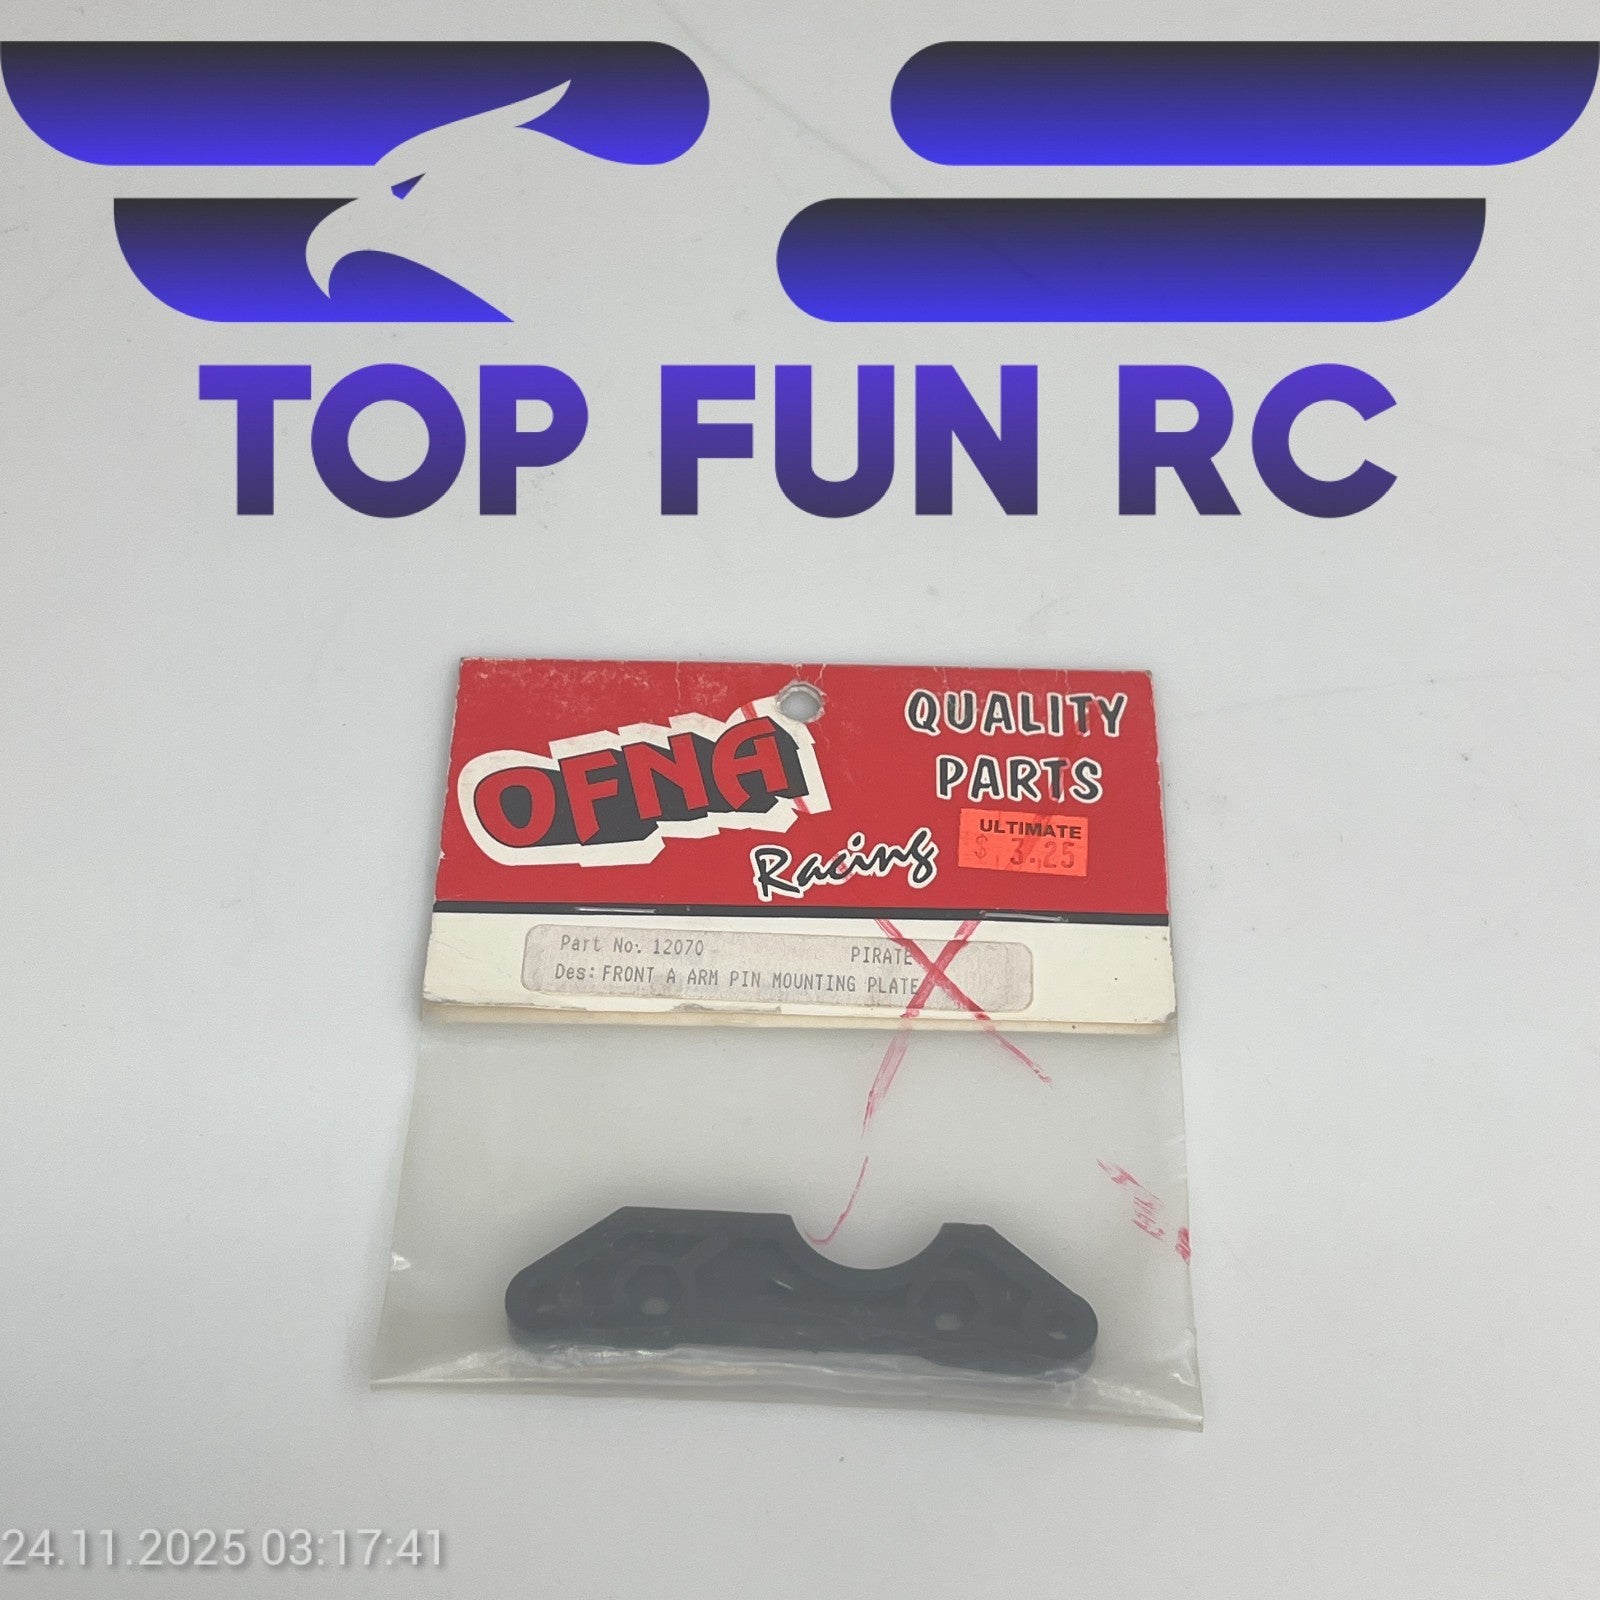 TOP FUN RC
OFNA
Racing
QUALITY
PARTS
ULTIMATE
$ 3.25
Part No: 12070 PIRATE
Des: FRONT A ARM PIN MOUNTING PLATE
24.11.2025 03:17:41